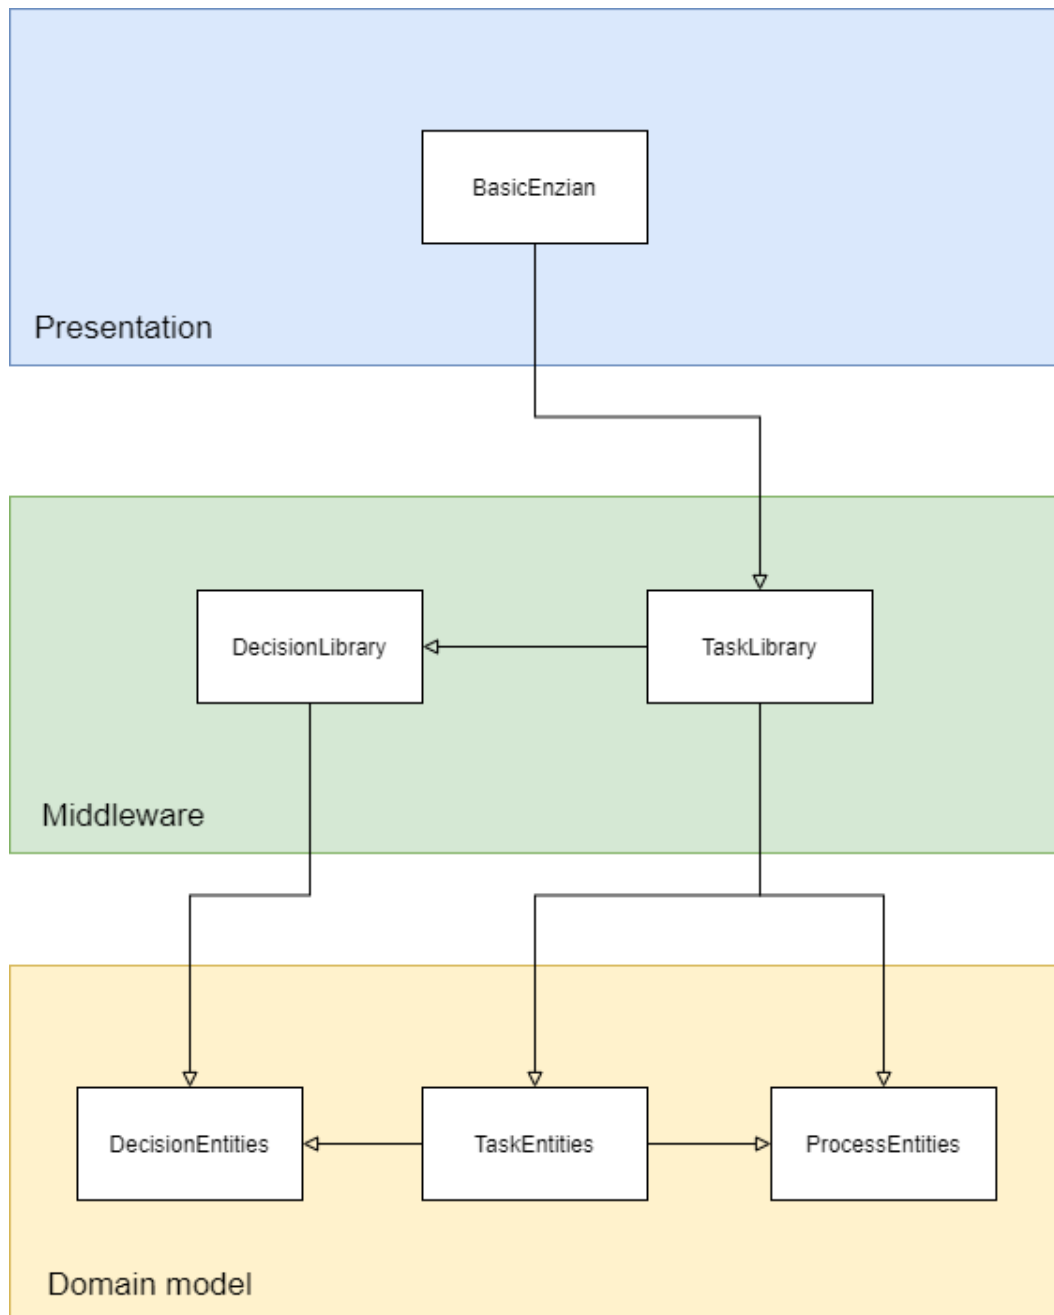 BasicEnzian
Presentation
DecisionLibrary
TaskLibrary
Middleware
DecisionEntities
TaskEntities
ProcessEntities
Domain model